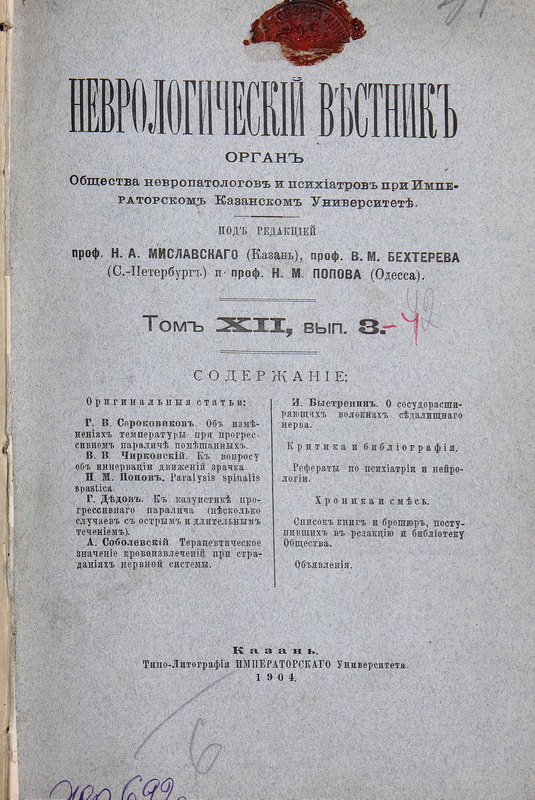 НЕВРОЛОГИЧЕСКІЙ ВѢСТНИКЪ
ОРГАНЪ
Общества невропатологовъ и психіатровъ при Импе-
раторскомъ Казанскомъ Университетѣ.
ПОДЪ РЕДАКЦІЕЙ
проф. Н. А. МИСЛАВСКАГО (Казань), проф. В. М. БЕХТЕРЕВА
(С.-Петербургъ) и проф. Н. М. ПОПОВА (Одесса).
Томъ XII, вып. 3.-4
92
СОДЕРЖАНІЕ:
Оригинальныя статьи:
Г. В. Сороковиковъ. Объ измѣ-
неніяхъ температуры при прогрес-
сивномъ параличѣ помѣшанныхъ.
В. В. Чирковскій. Къ вопросу
объ иннерваціи движеній зрачка
Н. М. Поповъ. Paralysis spinalis
spastica.
Г. Дѣдовъ. Къ казуистикѣ про-
грессивнаго паралича (нѣсколько
случаевъ съ острымъ и длительнымъ
теченіемъ).
А. Соболевскій. Терапевтическое
значеніе кровоизвлеченій при стра-
даніяхъ нервной системы.
И. Быстренинъ. О сосудорасши-
ряющихъ волокнахъ сѣдалищнаго
нерва.
Критика и библіографія.
Рефераты по психіатріи и нейро-
логіи.
Хроника и смѣсь.
Списокъ книгъ и брошюръ, посту-
пившихъ въ редакцію и библіотеку
Общества.
Объявленія.
Казань.
Типо-Литографія ИМПЕРАТОРСКАГО Университета.
1904.
6
692